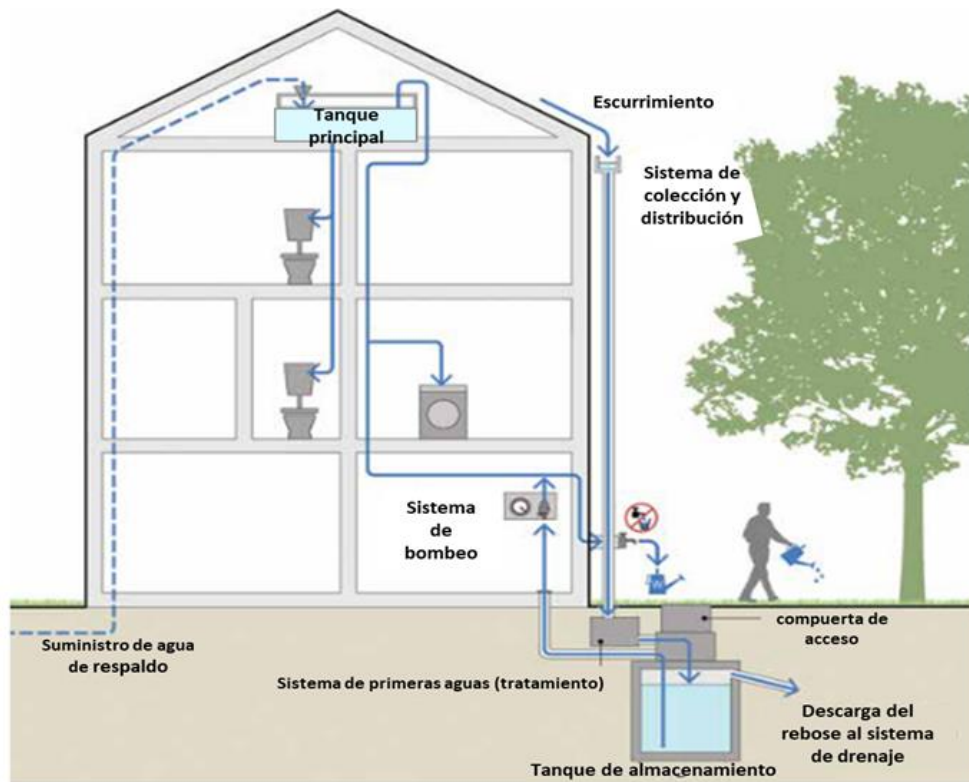 Tanque
principal
Escurrimiento
Sistema de
colección y
distribución
Sistema
de
bombeo
Suministro de agua
de respaldo
compuerta de
acceso
Sistema de primeras aguas (tratamiento)
Descarga del
rebose al sistema
de drenaje
Tanque de almacenamiento